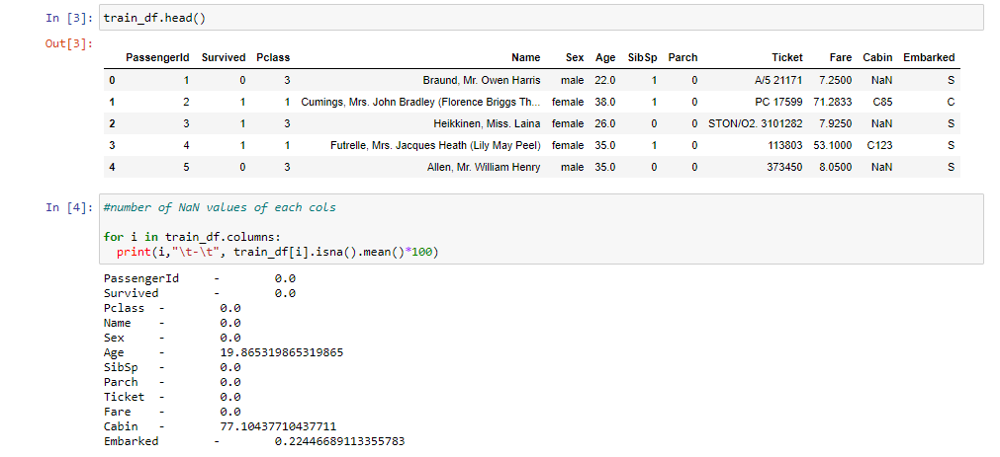 In [3]: train_df.head()
Out[3]:
PassengerId Survived Pclass Name Sex Age SibSp Parch Ticket Fare Cabin Embarked
0 1 0 3 Braund, Mr. Owen Harris male 22.0 1 0 A/5 21171 7.2500 NaN S
1 2 1 1 Cumings, Mrs. John Bradley (Florence Briggs Th... female 38.0 1 0 PC 17599 71.2833 C85 C
2 3 1 3 Heikkinen, Miss. Laina female 26.0 0 0 STON/O2. 3101282 7.9250 NaN S
3 4 1 1 Futrelle, Mrs. Jacques Heath (Lily May Peel) female 35.0 1 0 113803 53.1000 C123 S
4 5 0 3 Allen, Mr. William Henry male 35.0 0 0 373450 8.0500 NaN S
In [4]: #number of NaN values of each cols
for i in train_df.columns:
print(i,"\t-\t", train_df[i].isna().mean()*100)
PassengerId - 0.0
Survived - 0.0
Pclass - 0.0
Name - 0.0
Sex - 0.0
Age - 19.865319865319865
SibSp - 0.0
Parch - 0.0
Ticket - 0.0
Fare - 0.0
Cabin - 77.10437710437711
Embarked - 0.22446689113355783